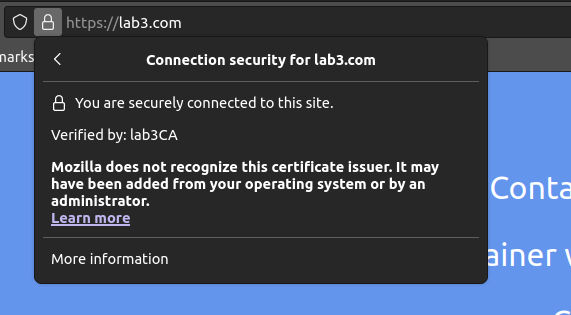 https://lab3.com
marks
Connection security for lab3.com
You are securely connected to this site.
Verified by: lab3CA
Mozilla does not recognize this certificate issuer. It may
have been added from your operating system or by an
administrator.
Learn more
More information
Conta
ainer